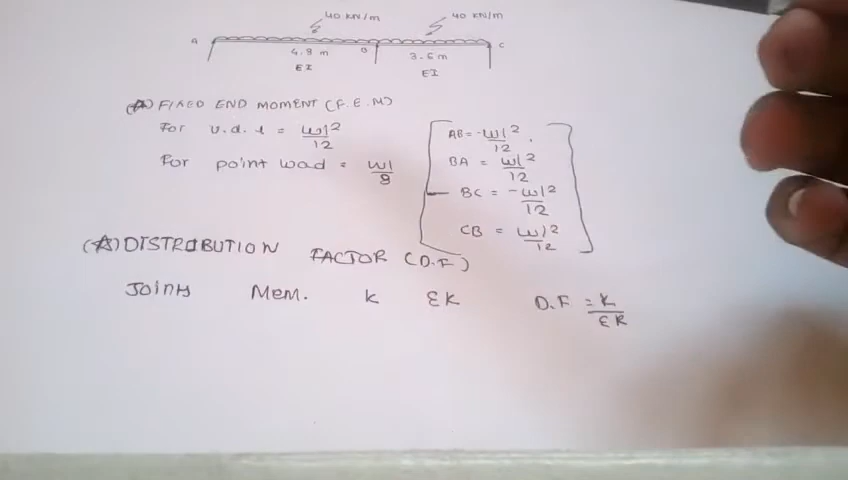 40 KN/m 40 KN/m
A B C
4.8 m 3.6 m
EI EI
(A) FIXED END MOMENT (F.E.M)
For u.d.l = wl²/12
For point load = wl/8
AB = -wl²/12
BA = wl²/12
BC = -wl²/12
CB = wl²/12
(A) DISTRIBUTION FACTOR (D.F)
Joints Mem. K ΣK D.F = K/ΣK